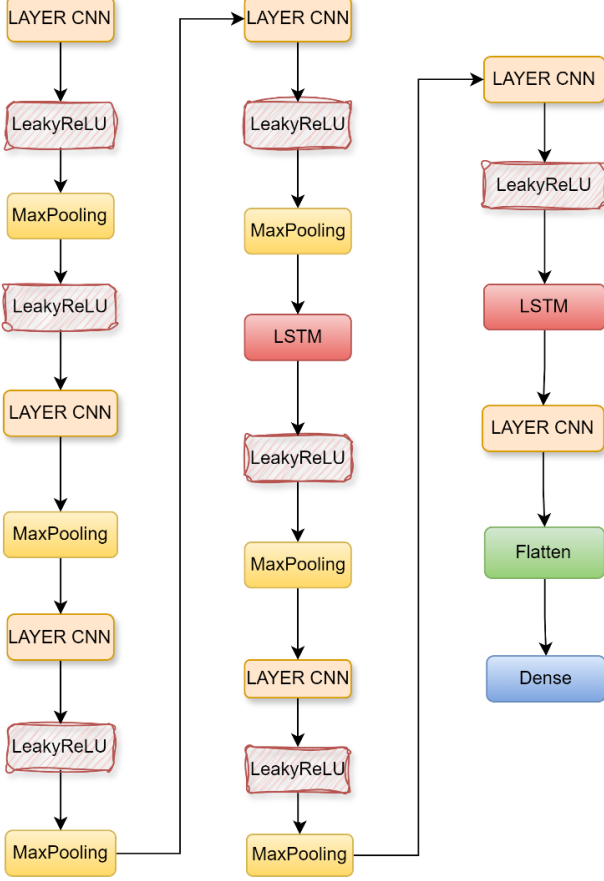 LAYER CNN
LeakyReLU
MaxPooling
LeakyReLU
LAYER CNN
MaxPooling
LAYER CNN
LeakyReLU
MaxPooling
LAYER CNN
LeakyReLU
MaxPooling
LSTM
LeakyReLU
MaxPooling
LAYER CNN
LeakyReLU
MaxPooling
LAYER CNN
LeakyReLU
LSTM
LAYER CNN
Flatten
Dense